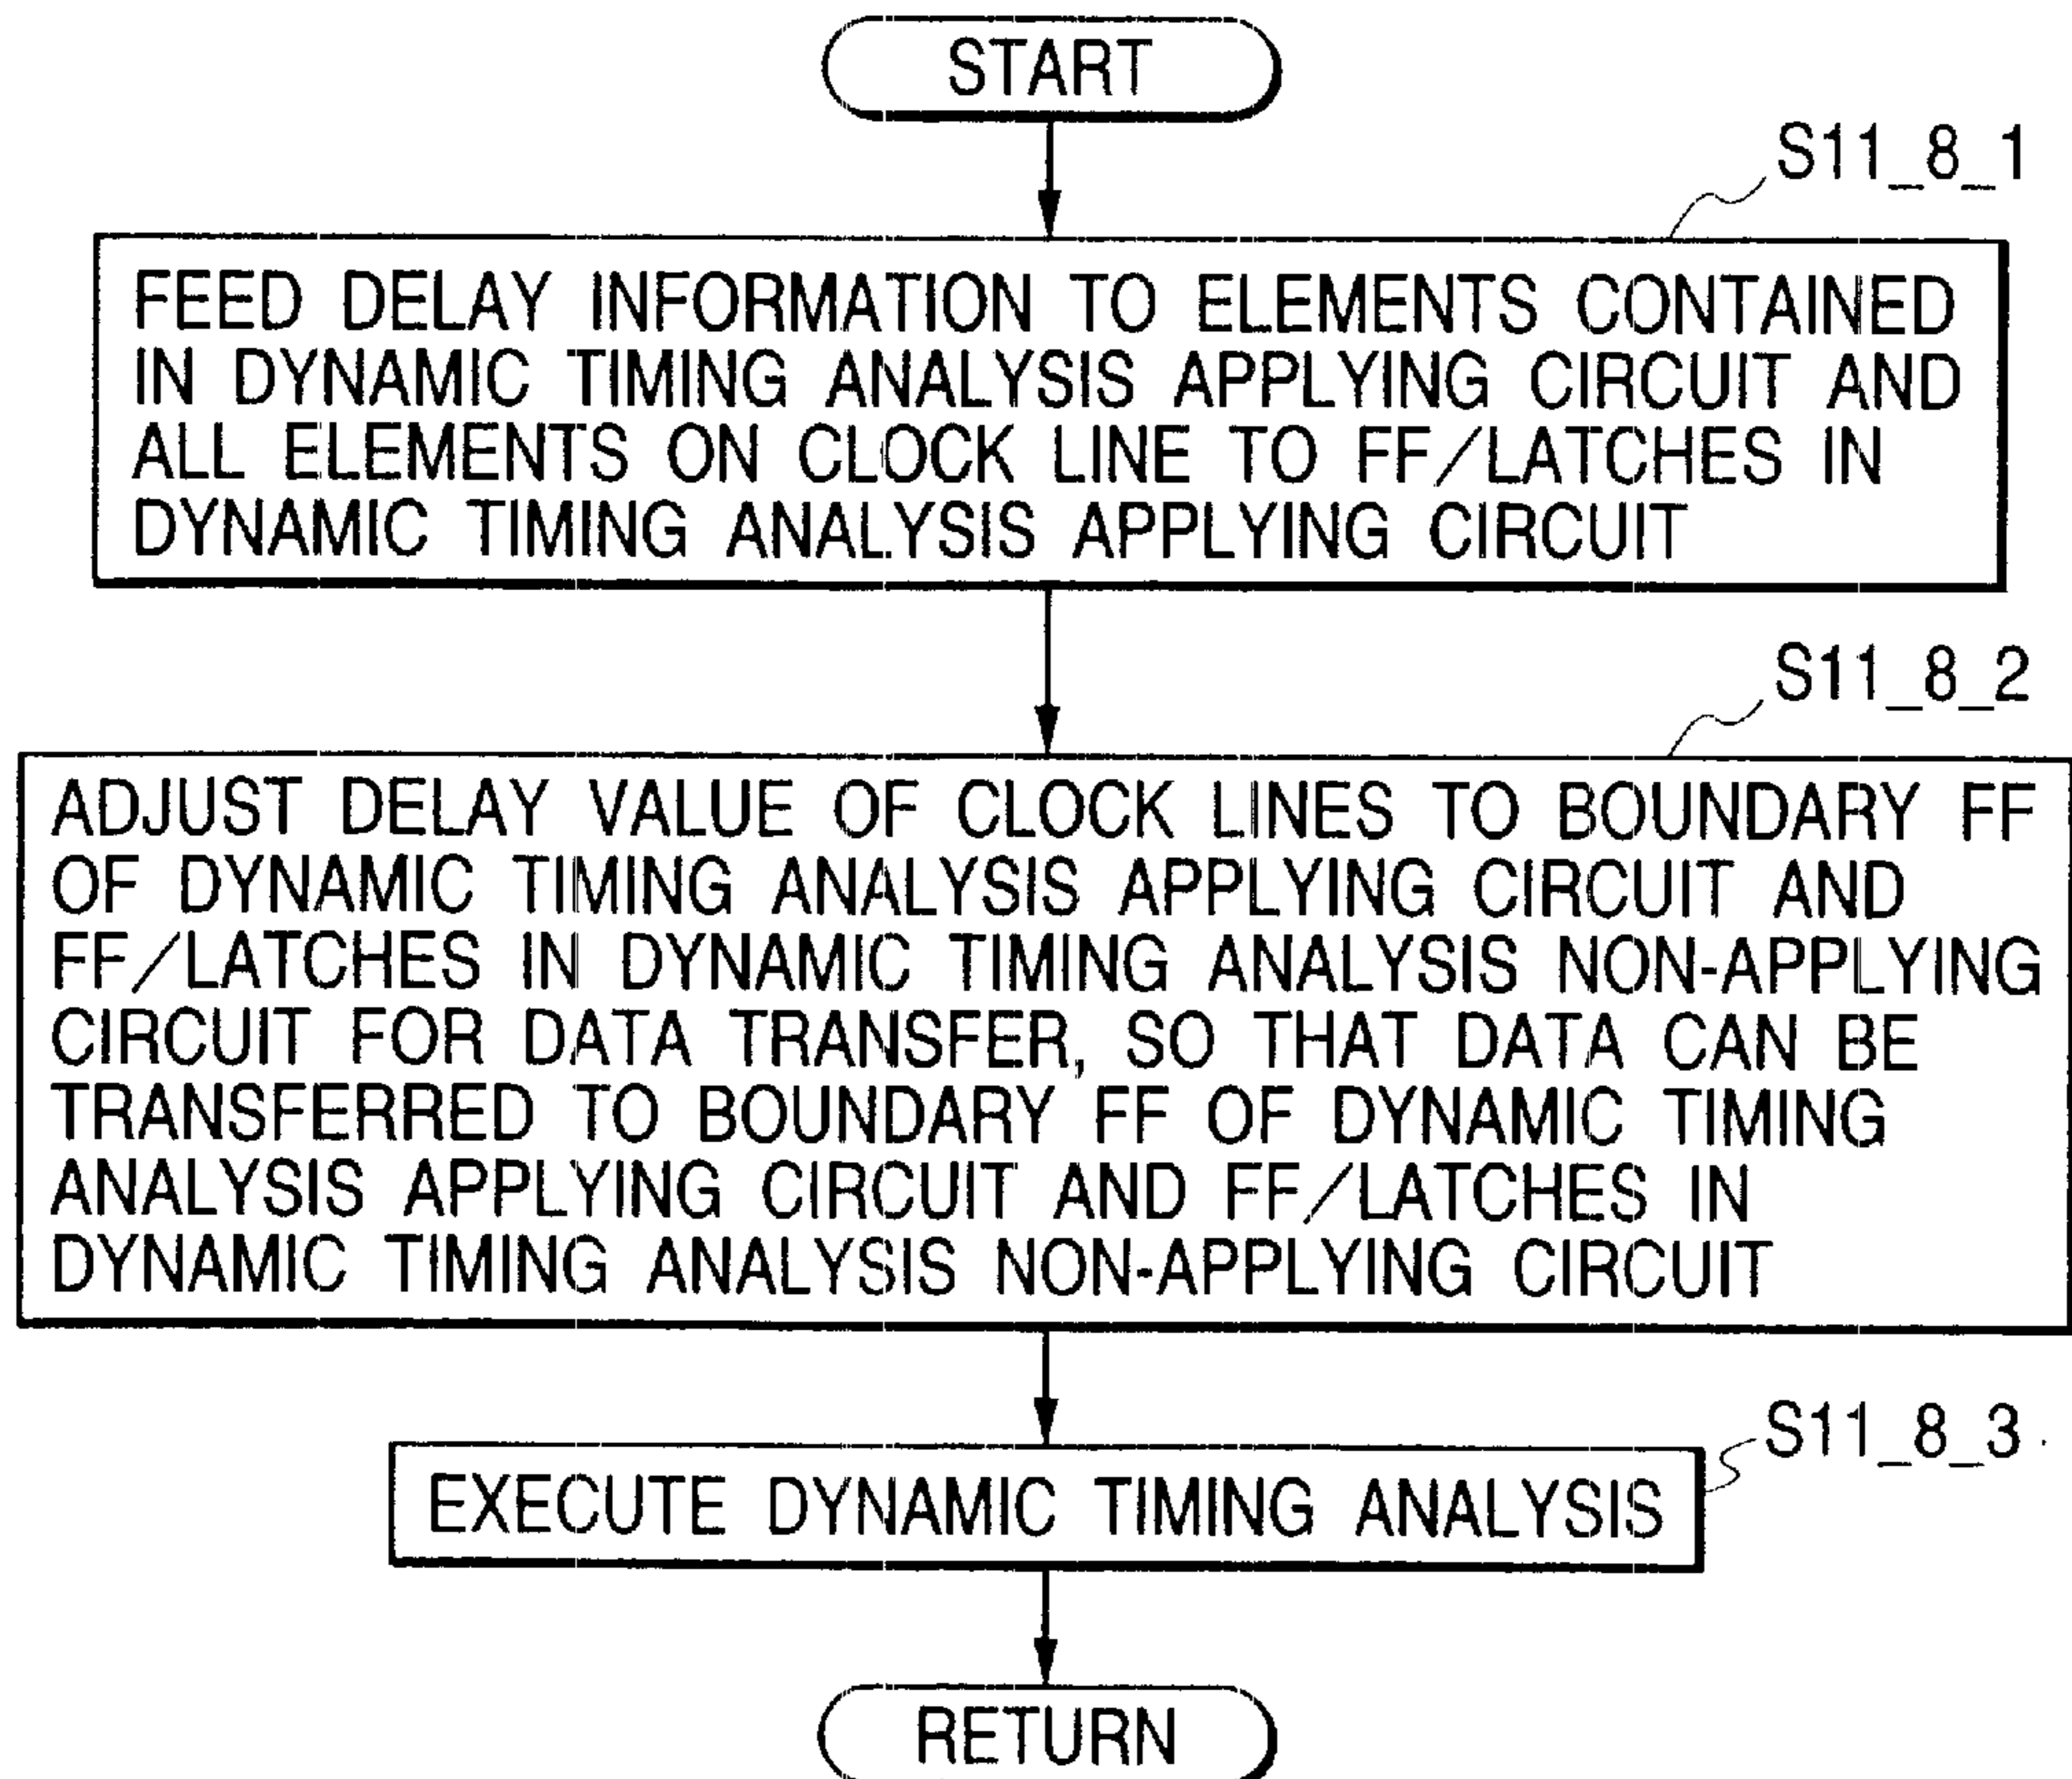 START
S11_8_1
FEED DELAY INFORMATION TO ELEMENTS CONTAINED
IN DYNAMIC TIMING ANALYSIS APPLYING CIRCUIT AND
ALL ELEMENTS ON CLOCK LINE TO FF/LATCHES IN
DYNAMIC TIMING ANALYSIS APPLYING CIRCUIT
S11_8_2
ADJUST DELAY VALUE OF CLOCK LINES TO BOUNDARY FF
OF DYNAMIC TIMING ANALYSIS APPLYING CIRCUIT AND
FF/LATCHES IN DYNAMIC TIMING ANALYSIS NON-APPLYING
CIRCUIT FOR DATA TRANSFER, SO THAT DATA CAN BE
TRANSFERRED TO BOUNDARY FF OF DYNAMIC TIMING
ANALYSIS APPLYING CIRCUIT AND FF/LATCHES IN
DYNAMIC TIMING ANALYSIS NON-APPLYING CIRCUIT
S11_8_3
EXECUTE DYNAMIC TIMING ANALYSIS
RETURN